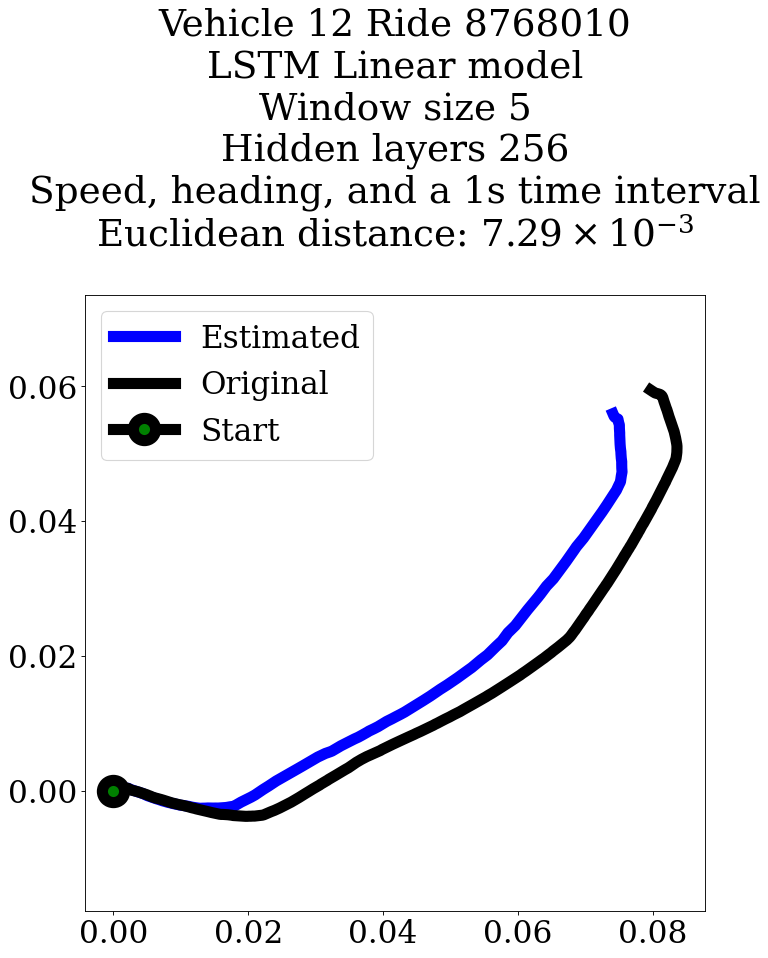 Vehicle 12 Ride 8768010
LSTM Linear model
Window size 5
Hidden layers 256
Speed, heading, and a 1s time interval
Euclidean distance: 7.29 × 10⁻³
Estimated
Original
Start
0.06
0.04
0.02
0.00
0.00 0.02 0.04 0.06 0.08